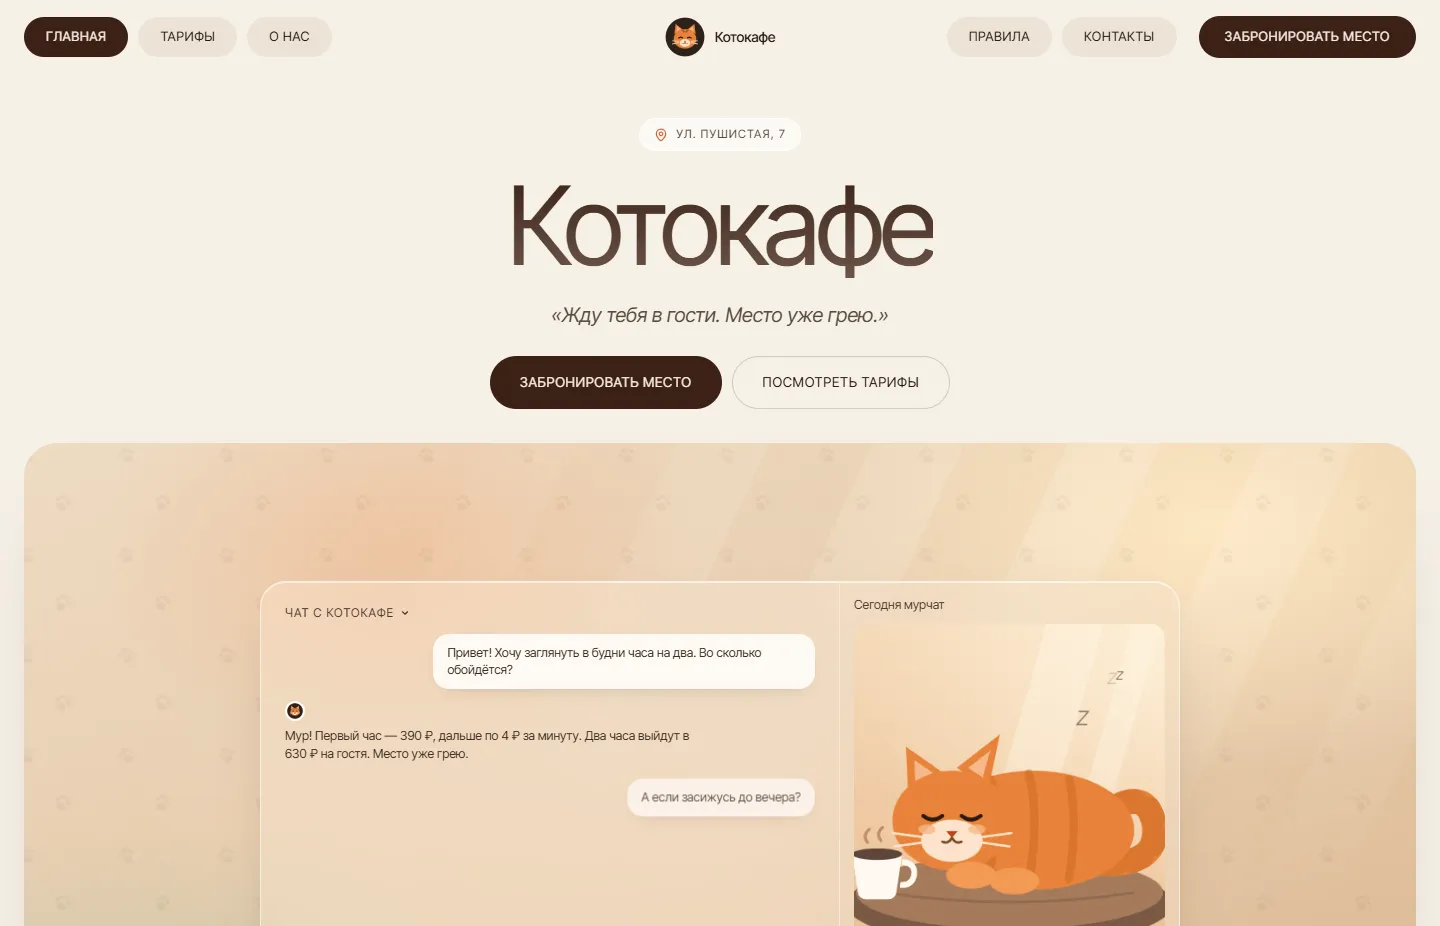 ГЛАВНАЯ
ТАРИФЫ
О НАС
Котокафе
ПРАВИЛА
КОНТАКТЫ
ЗАБРОНИРОВАТЬ МЕСТО
УЛ. ПУШИСТАЯ, 7
Котокафе
«Жду тебя в гости. Место уже грею.»
ЗАБРОНИРОВАТЬ МЕСТО
ПОСМОТРЕТЬ ТАРИФЫ
ЧАТ С КОТОКАФЕ
Привет! Хочу заглянуть в будни часа на два. Во сколько
обойдётся?
Мур! Первый час — 390 ₽, дальше по 4 ₽ за минуту. Два часа выйдут в
630 ₽ на гостя. Место уже грею.
А если засижусь до вечера?
Сегодня мурчат
z
z
z